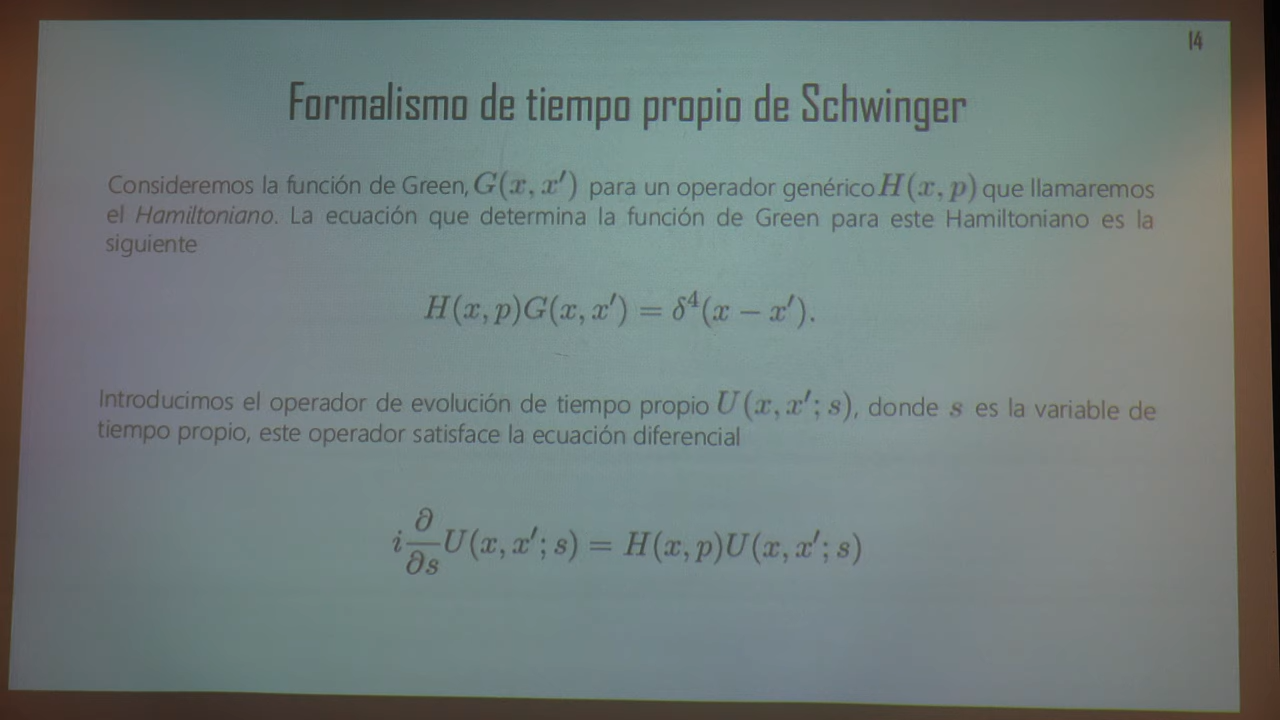 14
Formalismo de tiempo propio de Schwinger
Consideremos la función de Green, G(x, x′) para un operador genérico H(x, p) que llamaremos
el Hamiltoniano. La ecuación que determina la función de Green para este Hamiltoniano es la
siguiente
H(x, p)G(x, x′) = δ⁴(x − x′).
Introducimos el operador de evolución de tiempo propio U(x, x′; s), donde s es la variable de
tiempo propio, este operador satisface la ecuación diferencial
i ∂/∂s U(x, x′; s) = H(x, p)U(x, x′; s)